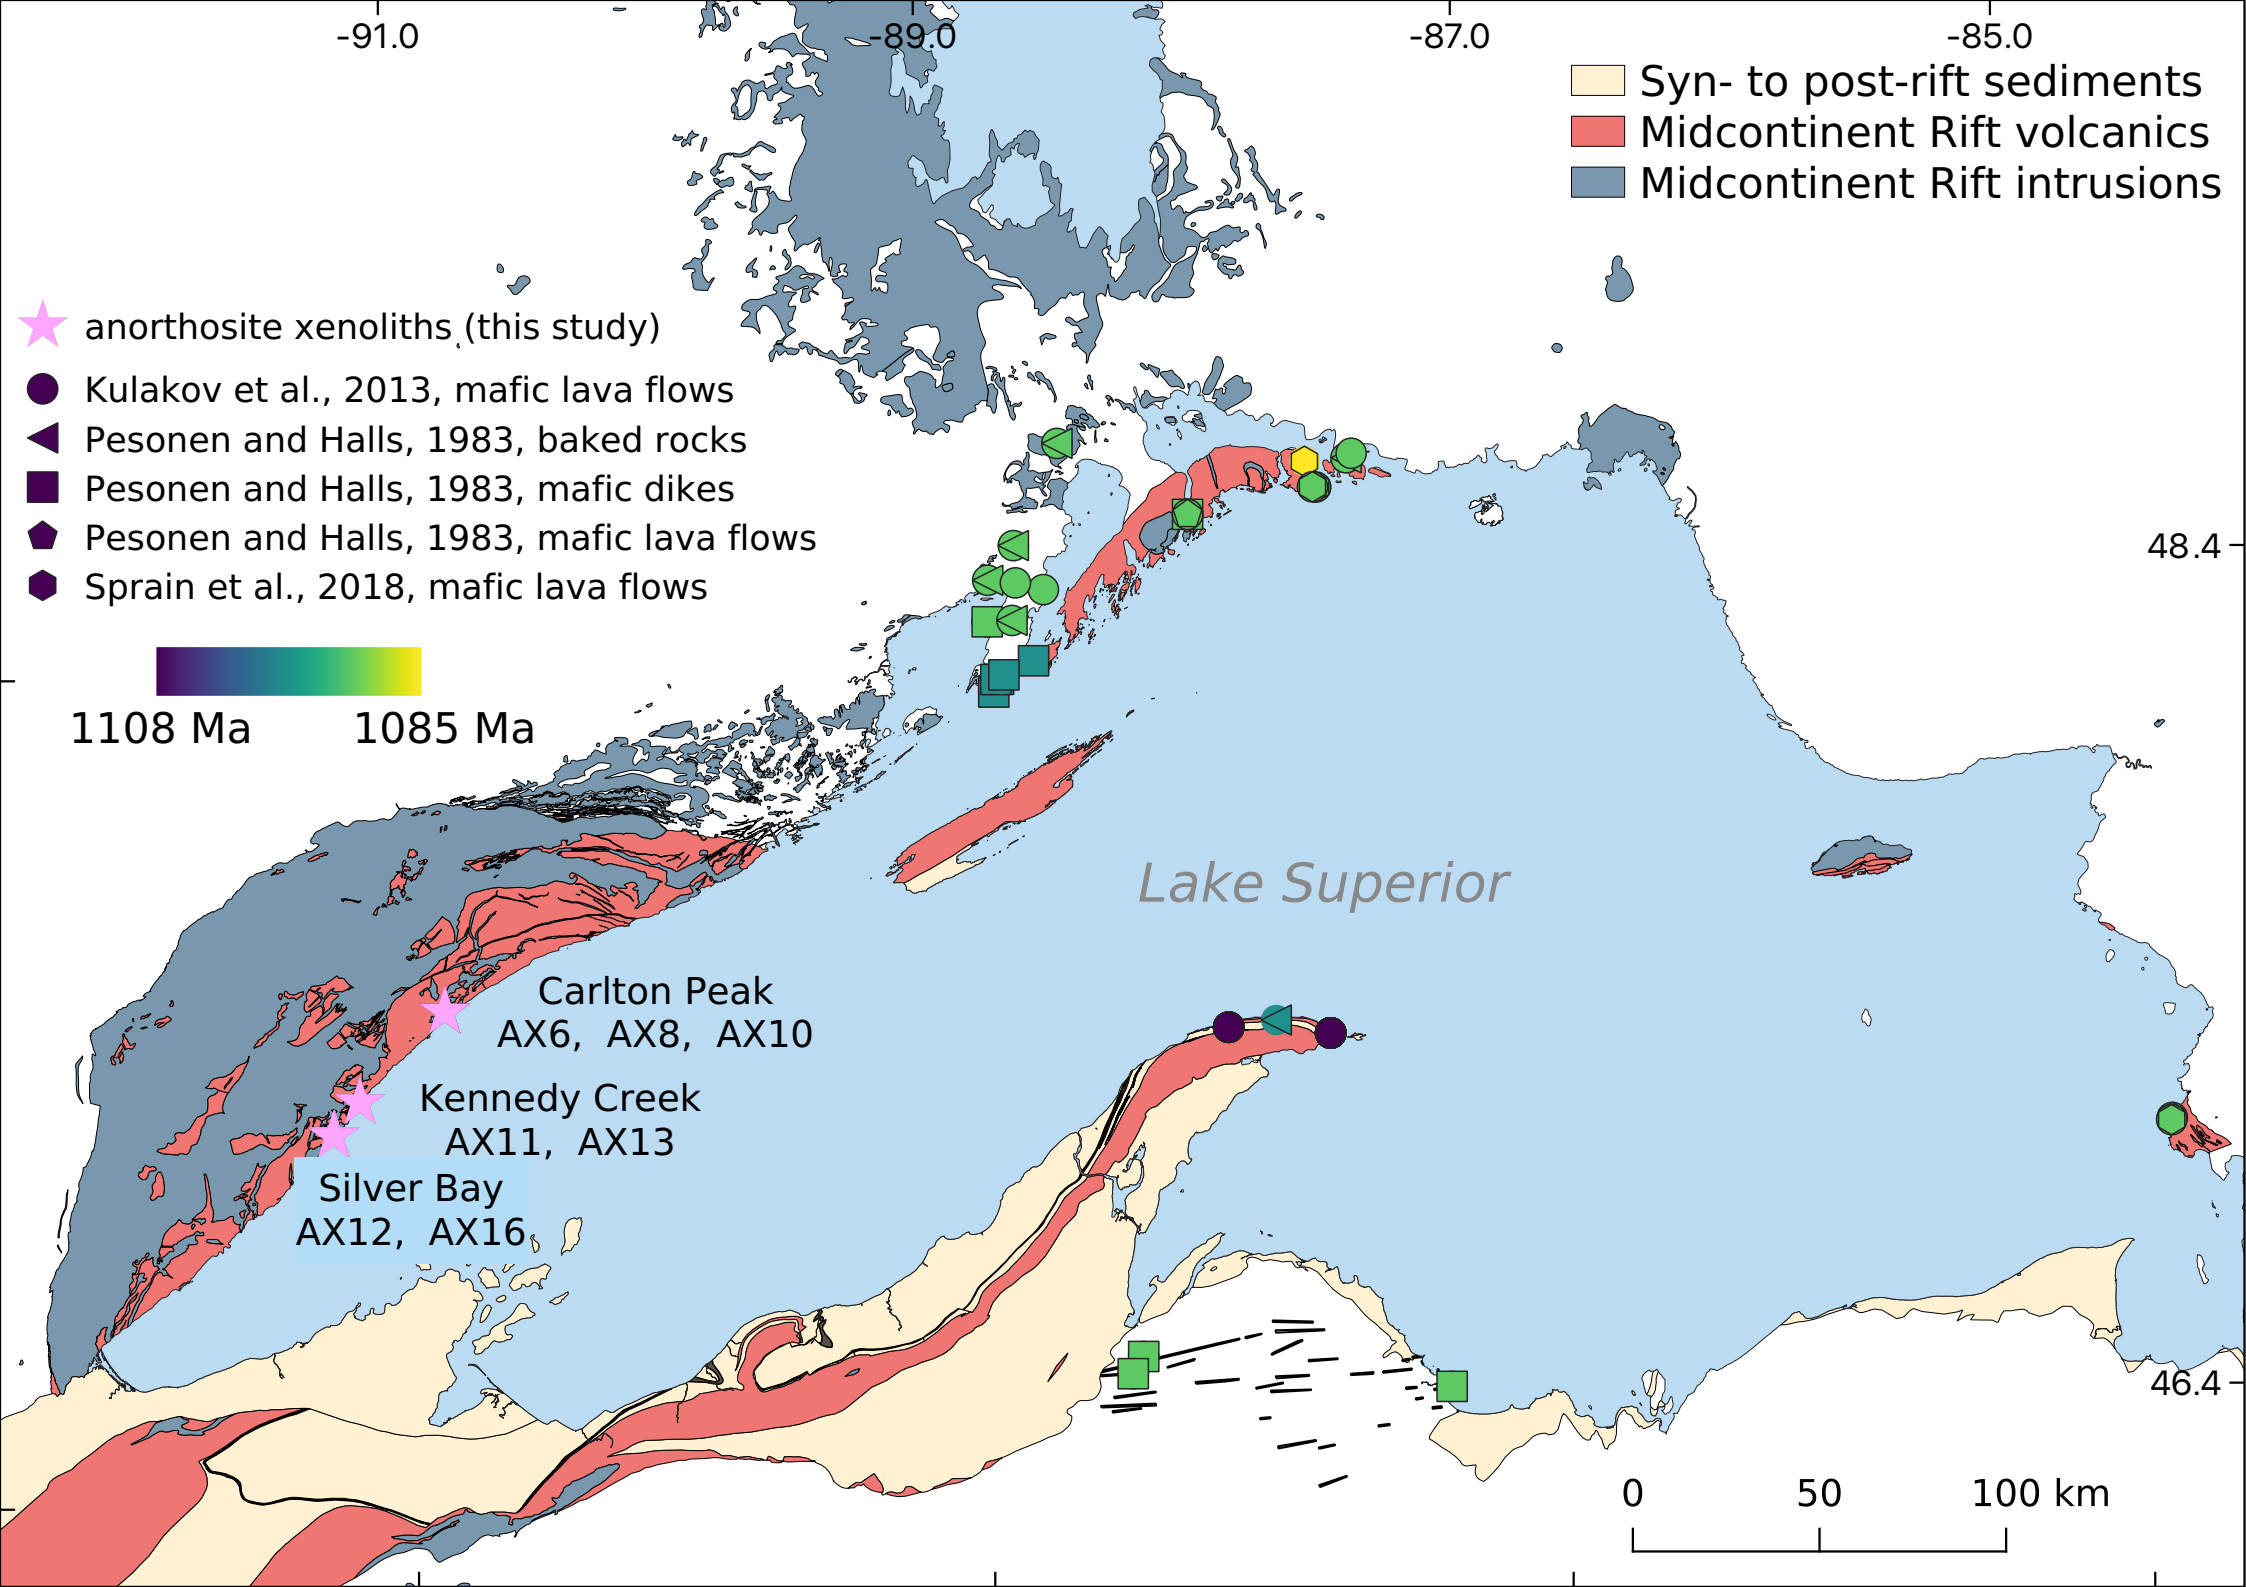 -91.0
-89.0
-87.0
-85.0
Syn- to post-rift sediments
Midcontinent Rift volcanics
Midcontinent Rift intrusions
anorthosite xenoliths (this study)
Kulakov et al., 2013, mafic lava flows
Pesonen and Halls, 1983, baked rocks
Pesonen and Halls, 1983, mafic dikes
Pesonen and Halls, 1983, mafic lava flows
Sprain et al., 2018, mafic lava flows
1108 Ma
1085 Ma
48.4
Lake Superior
Carlton Peak
AX6, AX8, AX10
Kennedy Creek
AX11, AX13
Silver Bay
AX12, AX16
46.4
0
50
100 km